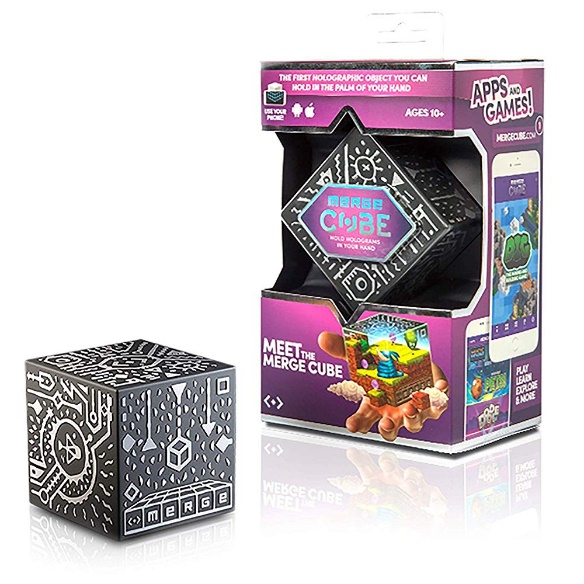 THE FIRST HOLOGRAPHIC OBJECT YOU CAN
HOLD IN THE PALM OF YOUR HAND
USE YOUR
PHONE!
AGES 10+
MERGE
CUBE
HOLD HOLOGRAMS
IN YOUR HAND
MEET THE
MERGE CUBE
APPS AND
GAMES!
MERGECUBE.COM
CUBE
DIG
PLAY
LEARN
EXPLORE
& MORE
MERGE